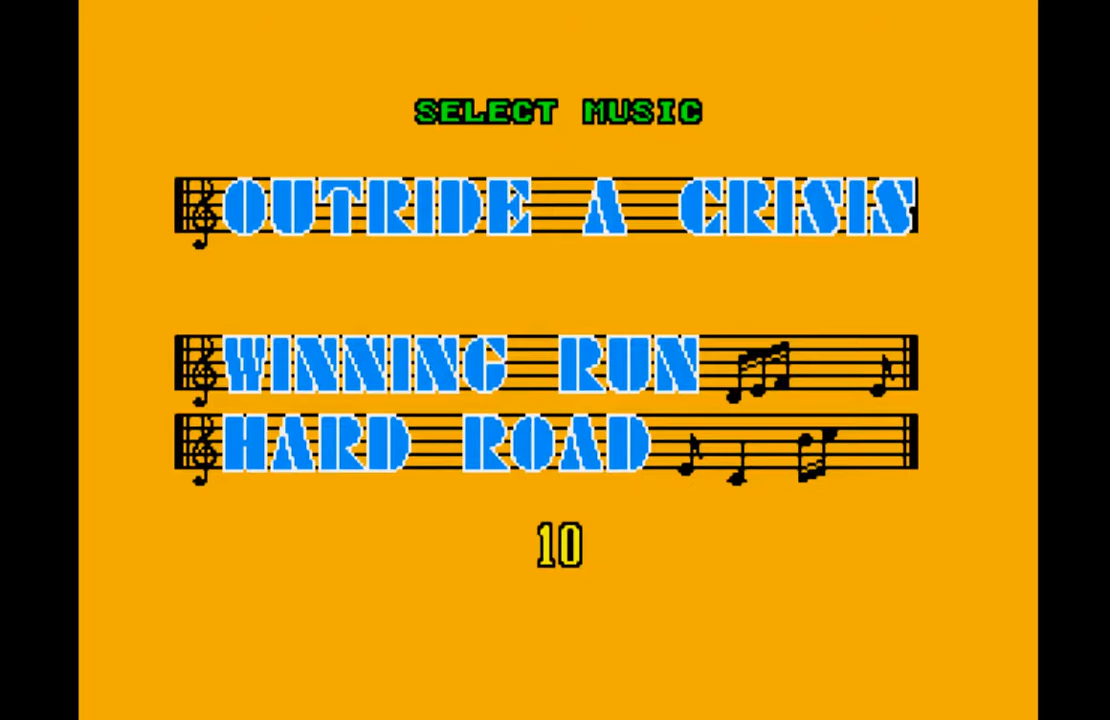 SELECT MUSIC
OUTRIDE A CRISIS
WINNING RUN
HARD ROAD
10